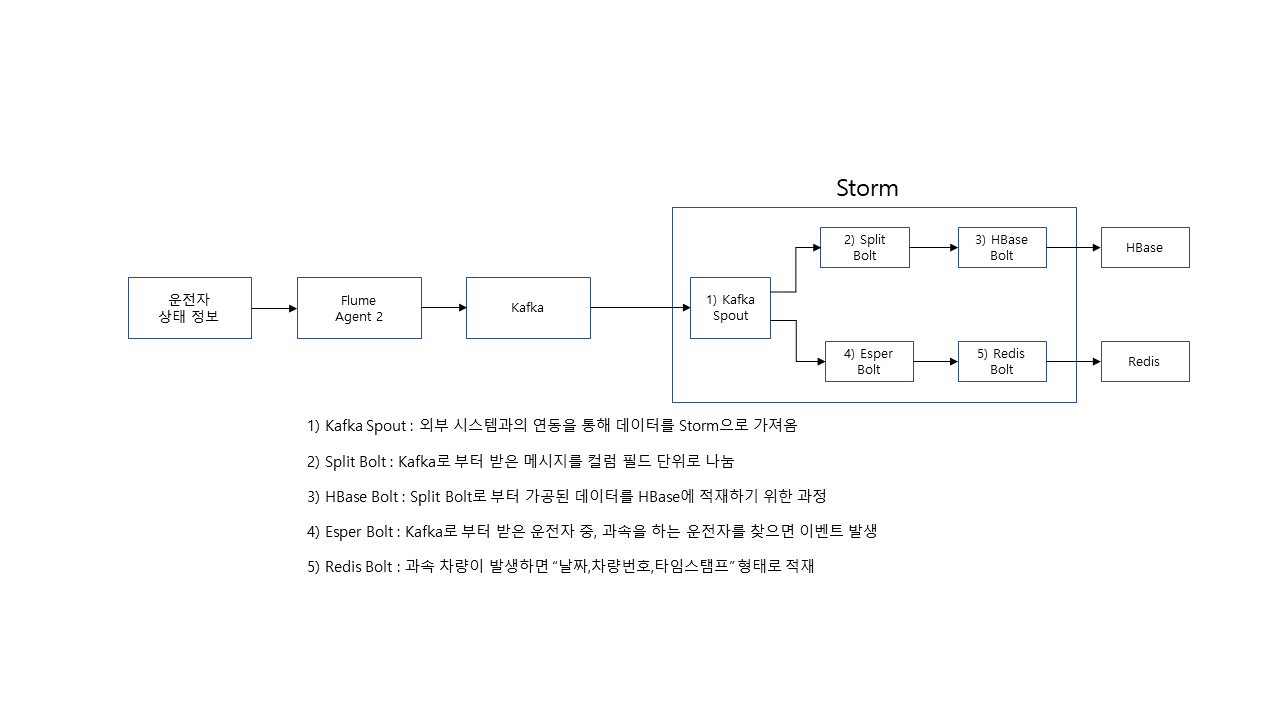 Storm
운전자
상태 정보
Flume
Agent 2
Kafka
1) Kafka
Spout
2) Split
Bolt
3) HBase
Bolt
HBase
4) Esper
Bolt
5) Redis
Bolt
Redis
1) Kafka Spout : 외부 시스템과의 연동을 통해 데이터를 Storm으로 가져옴
2) Split Bolt : Kafka로 부터 받은 메시지를 컬럼 필드 단위로 나눔
3) HBase Bolt : Split Bolt로 부터 가공된 데이터를 HBase에 적재하기 위한 과정
4) Esper Bolt : Kafka로 부터 받은 운전자 중, 과속을 하는 운전자를 찾으면 이벤트 발생
5) Redis Bolt : 과속 차량이 발생하면 “날짜,차량번호,타임스탬프” 형태로 적재